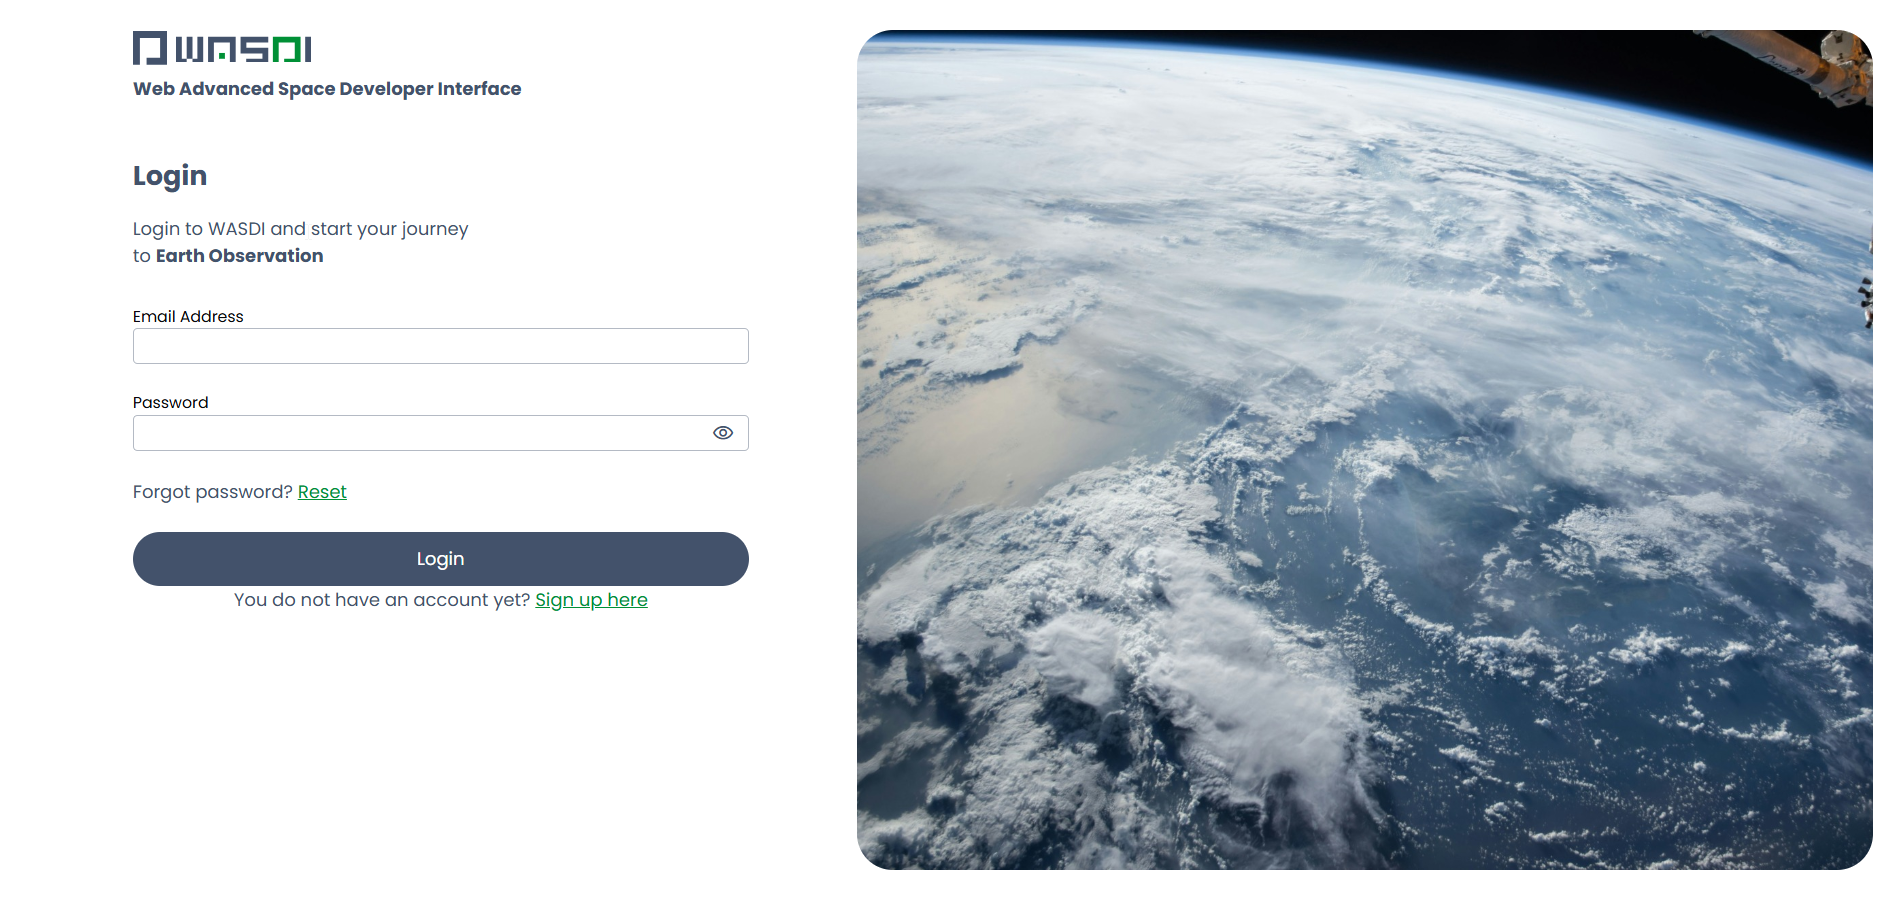 WASDI
Web Advanced Space Developer Interface
Login
Login to WASDI and start your journey
to Earth Observation
Email Address
Password
Forgot password? Reset
Login
You do not have an account yet? Sign up here